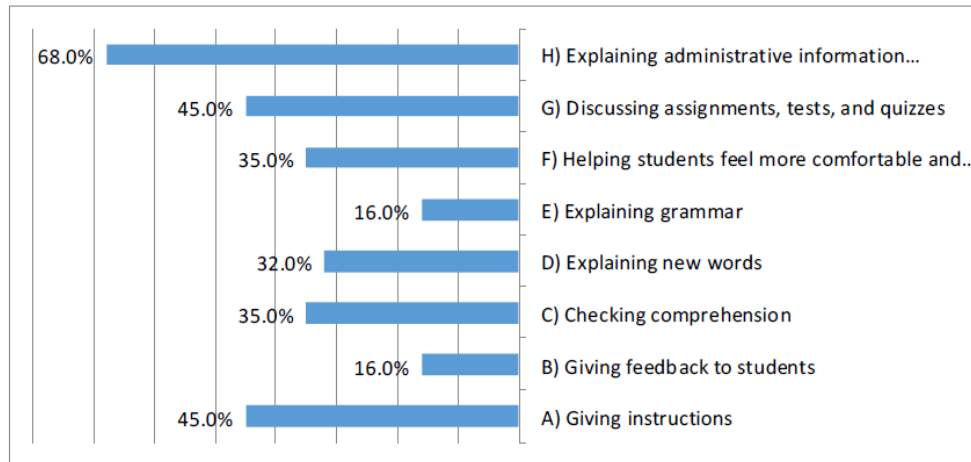 68.0% H) Explaining administrative information...
45.0% G) Discussing assignments, tests, and quizzes
35.0% F) Helping students feel more comfortable and..
16.0% E) Explaining grammar
32.0% D) Explaining new words
35.0% C) Checking comprehension
16.0% B) Giving feedback to students
45.0% A) Giving instructions